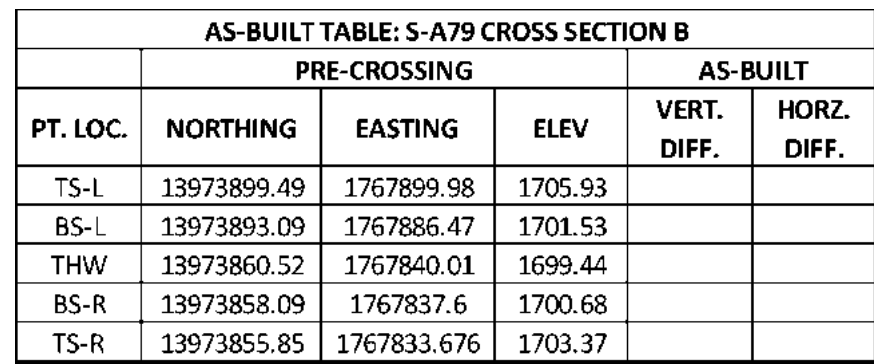 AS-BUILT TABLE: S-A79 CROSS SECTION B
PRE-CROSSING AS-BUILT
PT. LOC. NORTHING EASTING ELEV VERT. DIFF. HORZ. DIFF.
TS-L 13973899.49 1767899.98 1705.93
BS-L 13973893.09 1767886.47 1701.53
THW 13973860.52 1767840.01 1699.44
BS-R 13973858.09 1767837.6 1700.68
TS-R 13973855.85 1767833.676 1703.37